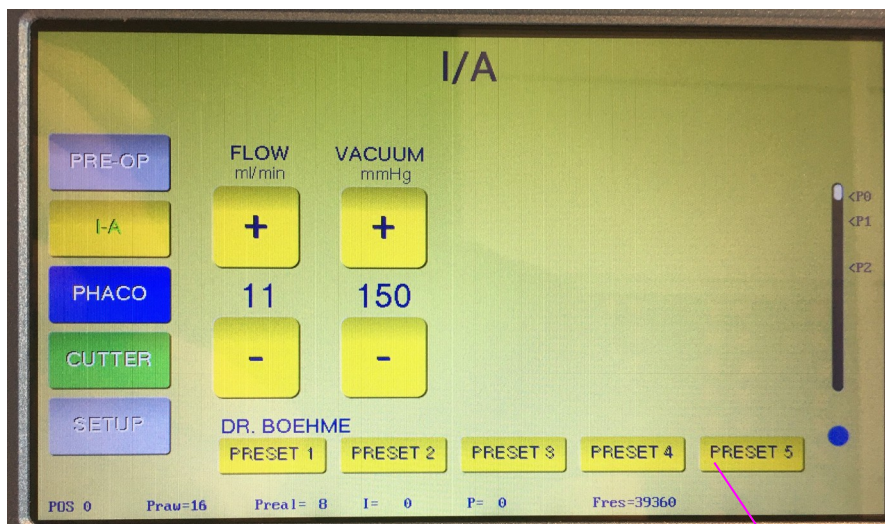 I/A
PRE-OP
FLOW VACUUM
ml/min mmHg
<P0
I-A + + <P1
<P2
PHACO 11 150
CUTTER - -
SETUP
DR. BOEHME
PRESET 1 PRESET 2 PRESET 3 PRESET 4 PRESET 5
POS 0 Praw=16 Preal= 8 I= 0 P= 0 Fres=39360